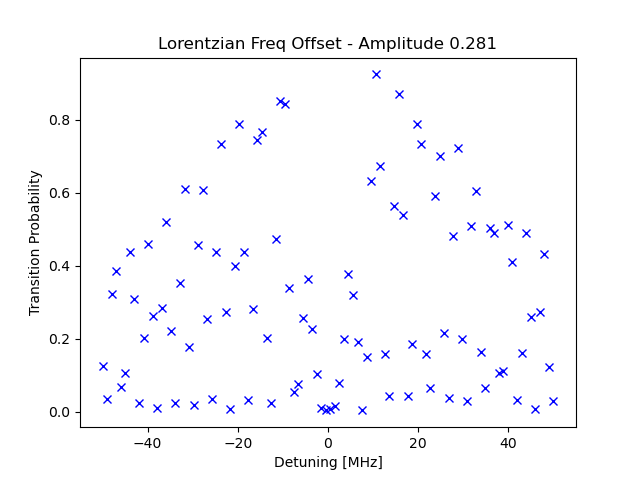 Lorentzian Freq Offset - Amplitude 0.281
Transition Probability
0.8
0.6
0.4
0.2
0.0
−40 −20 0 20 40
Detuning [MHz]